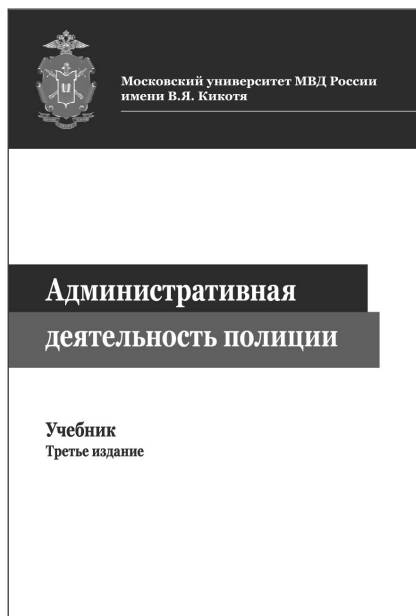 Московский университет МВД России
имени В.Я. Кикотя
Административная
деятельность полиции
Учебник
Третье издание